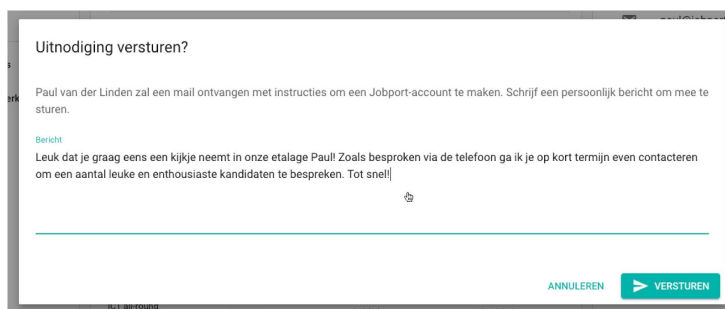 Uitnodiging versturen?
Paul van der Linden zal een mail ontvangen met instructies om een Jobport-account te maken. Schrijf een persoonlijk bericht om mee te
sturen.
Bericht
Leuk dat je graag eens een kijkje neemt in onze etalage Paul! Zoals besproken via de telefoon ga ik je op kort termijn even contacteren
om een aantal leuke en enthousiaste kandidaten te bespreken. Tot snel!
ANNULEREN
VERSTUREN
ICT all-round